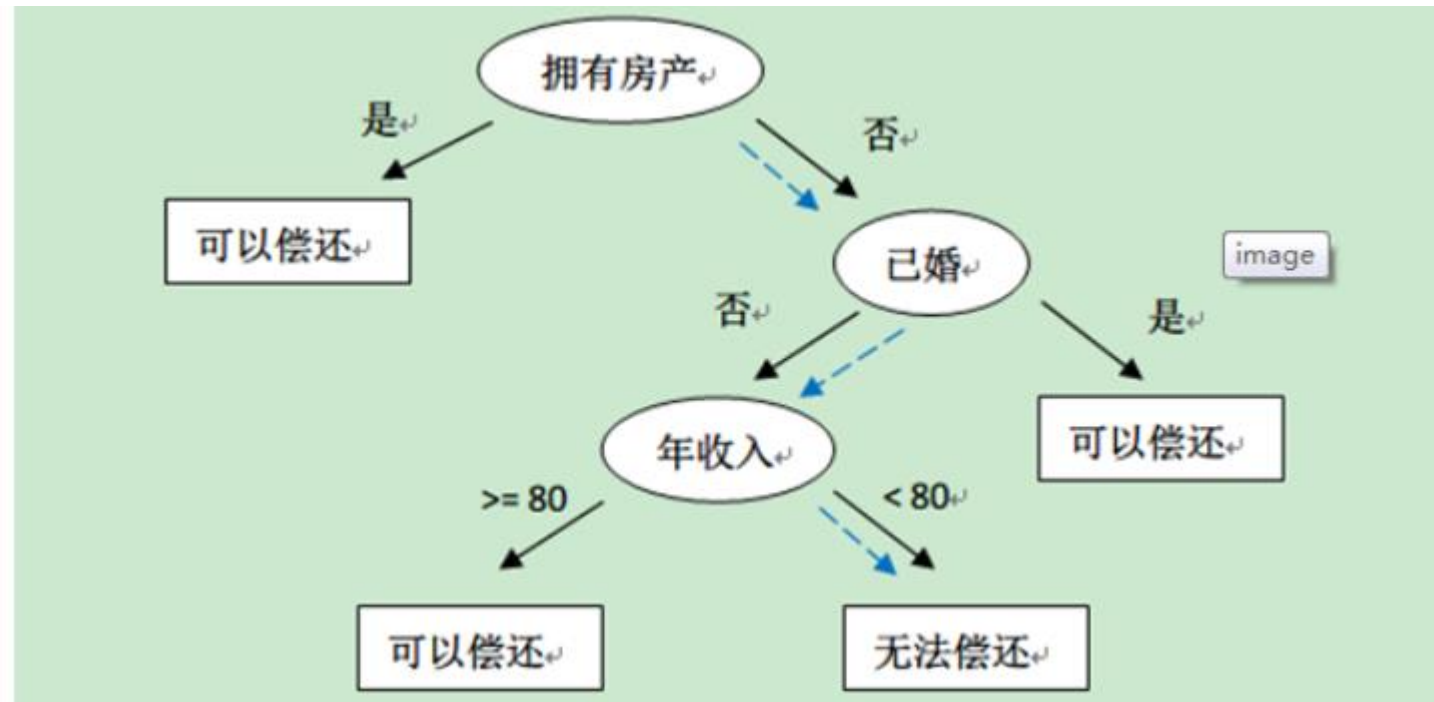 拥有房产
是
否
可以偿还
已婚
image
否
是
年收入
可以偿还
>= 80
< 80
可以偿还
无法偿还